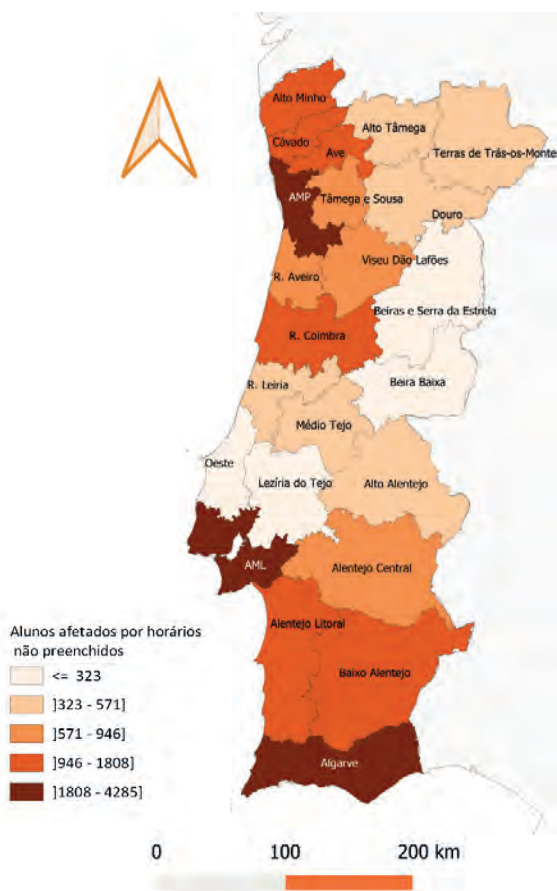 Alto Minho
Alto Tâmega
Cávado
Ave
Terras de Trás-os-Monte
Tâmega e Sousa
AMP
Douro
Viseu Dão Lafões
R. Aveiro
Beiras e Serra da Estrela
R. Coimbra
R. Leiria
Beira Baixa
Médio Tejo
Oeste
Lezíria do Tejo
Alto Alentejo
AML
Alentejo Central
Alentejo Litoral
Baixo Alentejo
Algarve
Alunos afetados por horários
não preenchidos
<= 323
]323 - 571]
]571 - 946]
]946 - 1808]
]1808 - 4285]
0 100 200 km